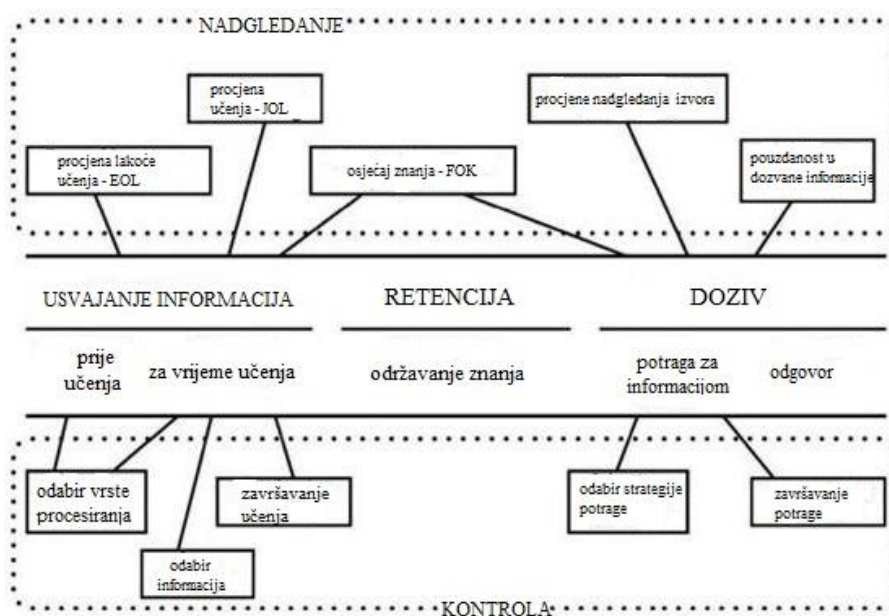 NADGLEDANJE
procjena
učenja - JOL
procjene nadgledanja izvora
procjena lakoće
učenja - EOL
osjećaj znanja - FOK
pouzdanost u
dozvane informacije
USVAJANJE INFORMACIJA
RETENCIJA
DOZIV
prije
učenja
za vrijeme učenja
održavanje znanja
potraga za
informacijom
odgovor
odabir vrste
procesiranja
završavanje
učenja
odabir strategije
potrage
završavanje
potrage
odabir
informacija
KONTROLA